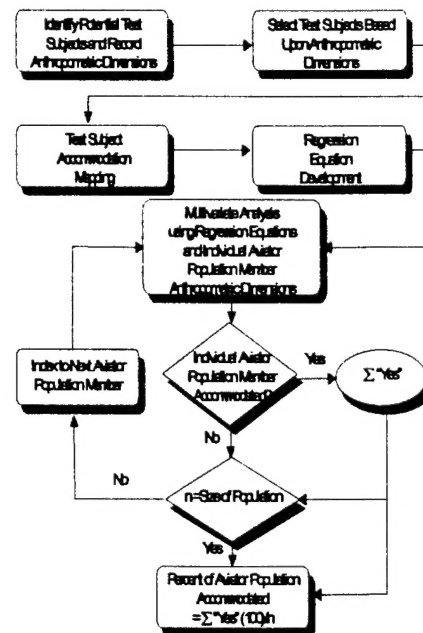 Identify Potential Test
Subjects and Record
Anthropometric Dimensions
Select Test Subjects Based
Upon Anthropometric
Dimensions
Test Subject
Accommodation
Mapping
Regression
Equation
Development
Multivariate Analysis
using Regression Equations
and Individual Aviator
Population Member
Anthropometric Dimensions
Index to Next Aviator
Population Member
Individual Aviator
Population Member
Accommodated?
Yes
Σ "Yes"
No
No
n = Size of Population
Yes
Percent of Aviator Population
Accommodated
= Σ "Yes" (100)/n